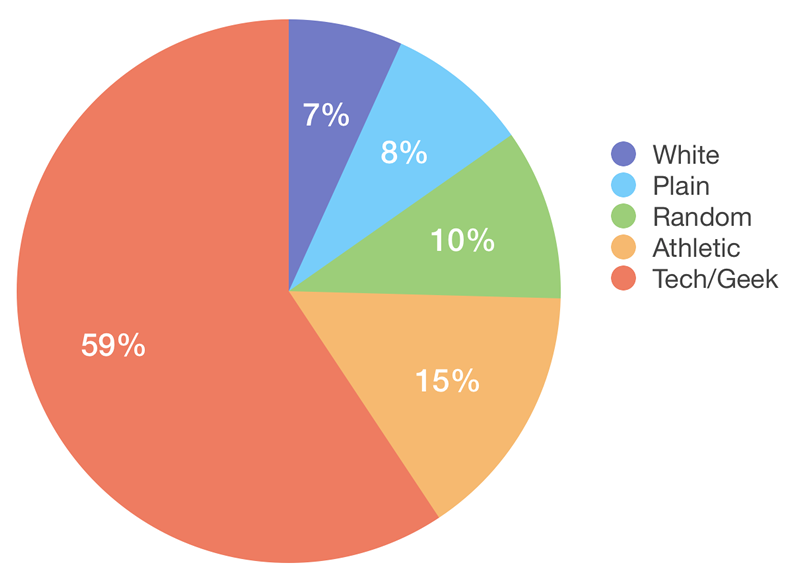 7%
8%
10%
15%
59%
White
Plain
Random
Athletic
Tech/Geek